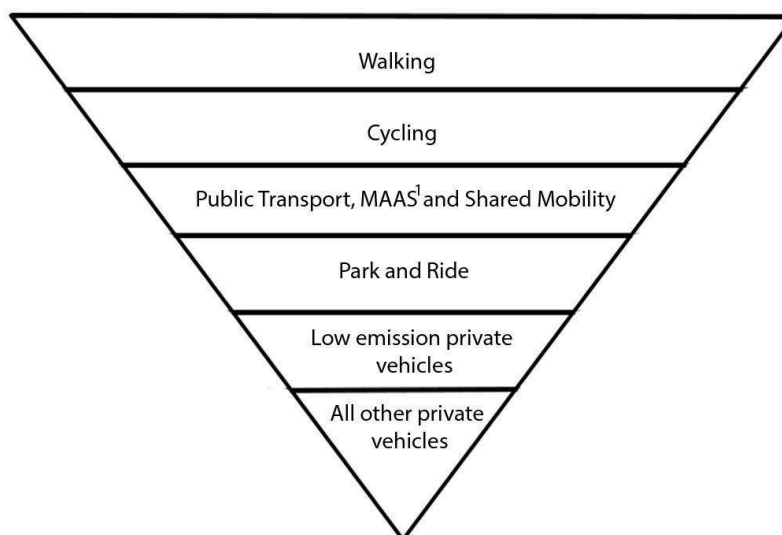 Walking
Cycling
Public Transport, MAAS¹ and Shared Mobility
Park and Ride
Low emission private
vehicles
All other private
vehicles